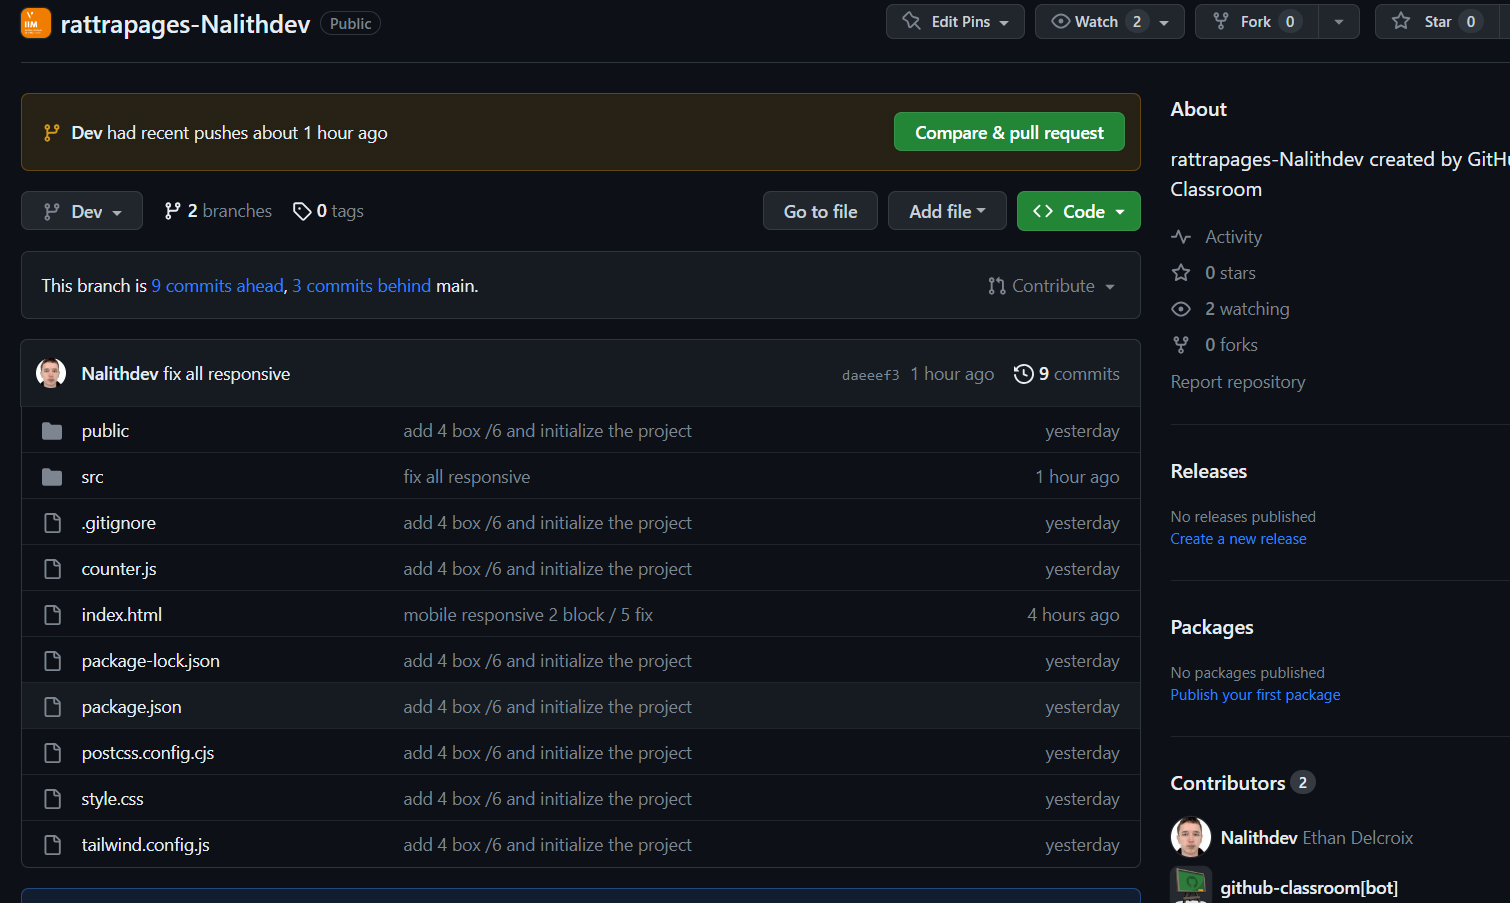 IIM
rattrapages-Nalithdev Public
Edit Pins
Watch 2
Fork 0
Star 0
Dev had recent pushes about 1 hour ago
Compare & pull request
Dev
2 branches
0 tags
Go to file
Add file
Code
This branch is 9 commits ahead, 3 commits behind main.
Contribute
Nalithdev fix all responsive daeeef3 1 hour ago 9 commits
public add 4 box /6 and initialize the project yesterday
src fix all responsive 1 hour ago
.gitignore add 4 box /6 and initialize the project yesterday
counter.js add 4 box /6 and initialize the project yesterday
index.html mobile responsive 2 block / 5 fix 4 hours ago
package-lock.json add 4 box /6 and initialize the project yesterday
package.json add 4 box /6 and initialize the project yesterday
postcss.config.cjs add 4 box /6 and initialize the project yesterday
style.css add 4 box /6 and initialize the project yesterday
tailwind.config.js add 4 box /6 and initialize the project yesterday
About
rattrapages-Nalithdev created by GitHu
Classroom
Activity
0 stars
2 watching
0 forks
Report repository
Releases
No releases published
Create a new release
Packages
No packages published
Publish your first package
Contributors 2
Nalithdev Ethan Delcroix
github-classroom[bot]